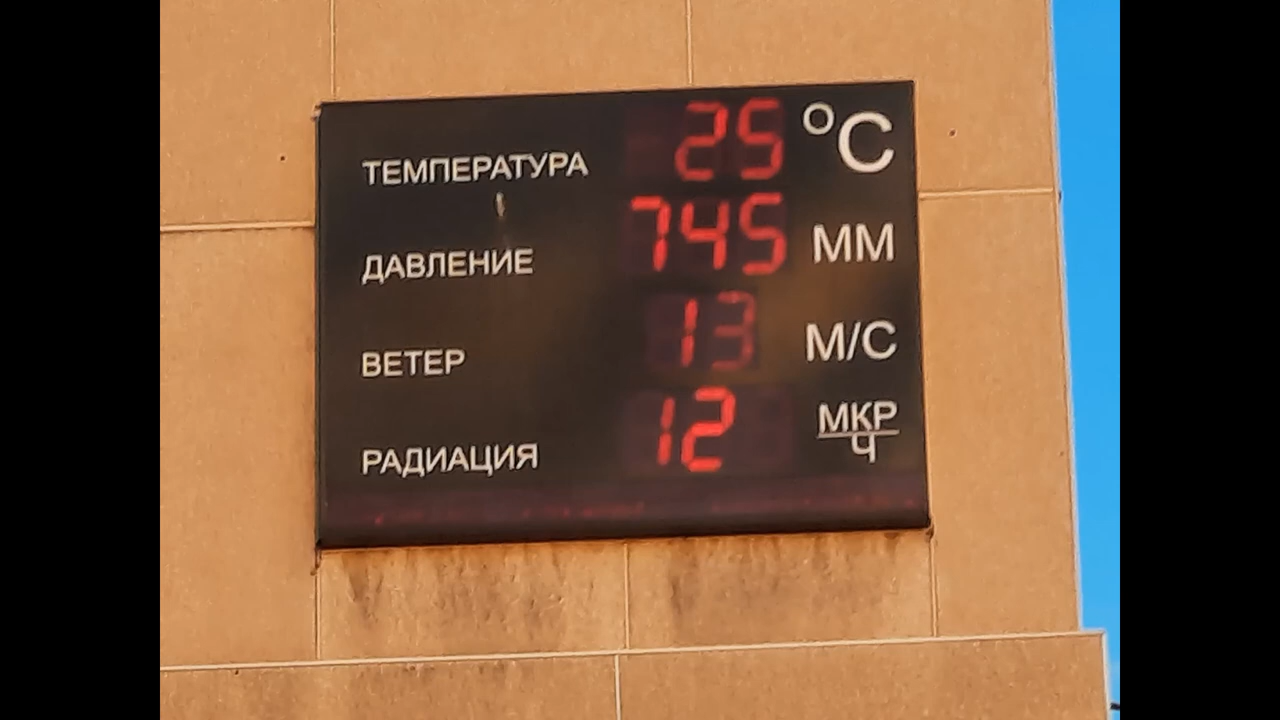 ТЕМПЕРАТУРА 25 °C
ДАВЛЕНИЕ 745 ММ
ВЕТЕР 13 М/С
РАДИАЦИЯ 12 МКР/Ч